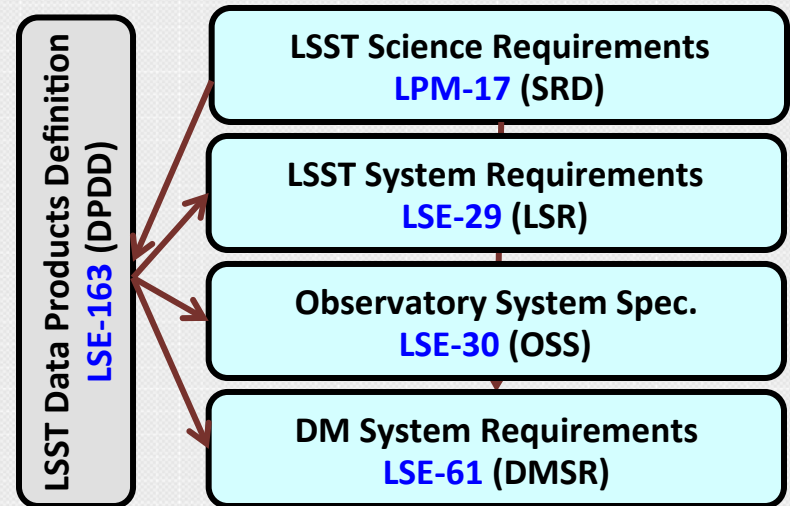 LSST Data Products Definition
LSE-163 (DPDD)
LSST Science Requirements
LPM-17 (SRD)
LSST System Requirements
LSE-29 (LSR)
Observatory System Spec.
LSE-30 (OSS)
DM System Requirements
LSE-61 (DMSR)